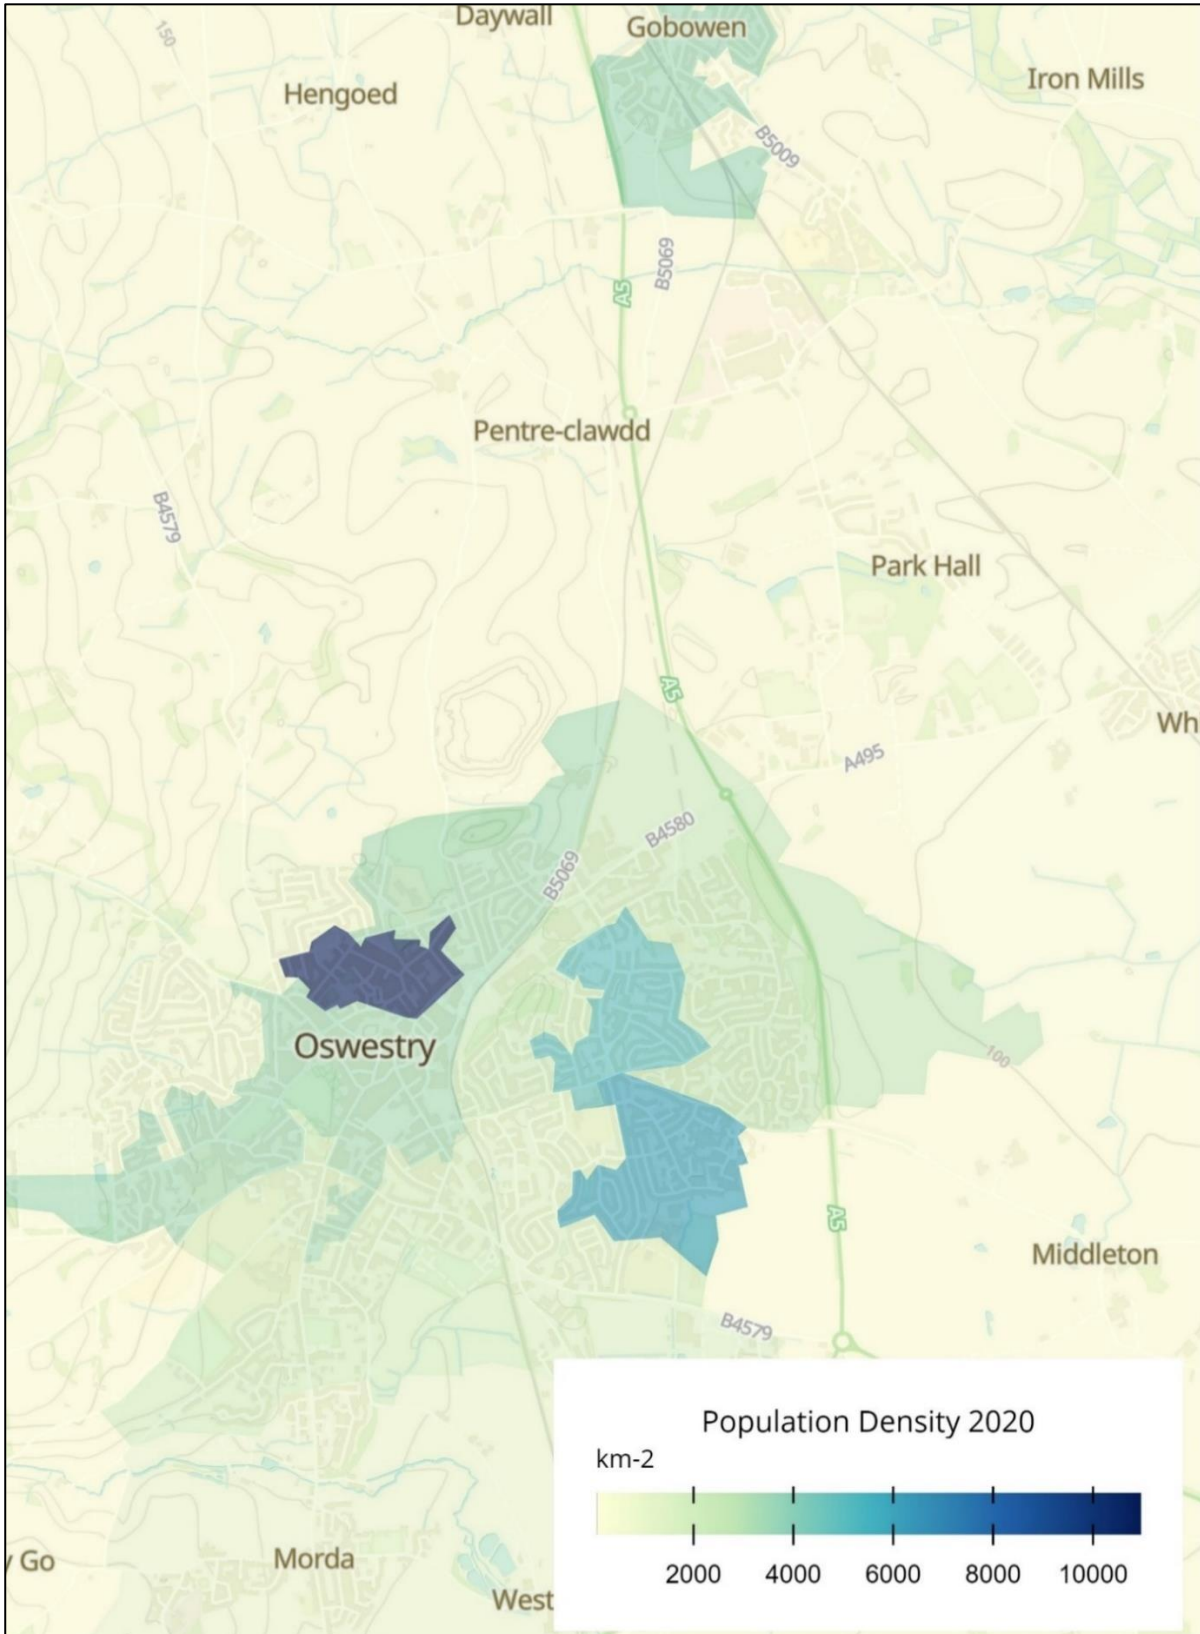 Daywall
Gobowen
150
Hengoed
Iron Mills
B5009
B5069
A5
Pentre-clawdd
B4579
Park Hall
A5
Wh
A495
B4580
B5069
Oswestry
100
A5
Middleton
B4579
Population Density 2020
km-2
2000 4000 6000 8000 10000
y Go
Morda
West